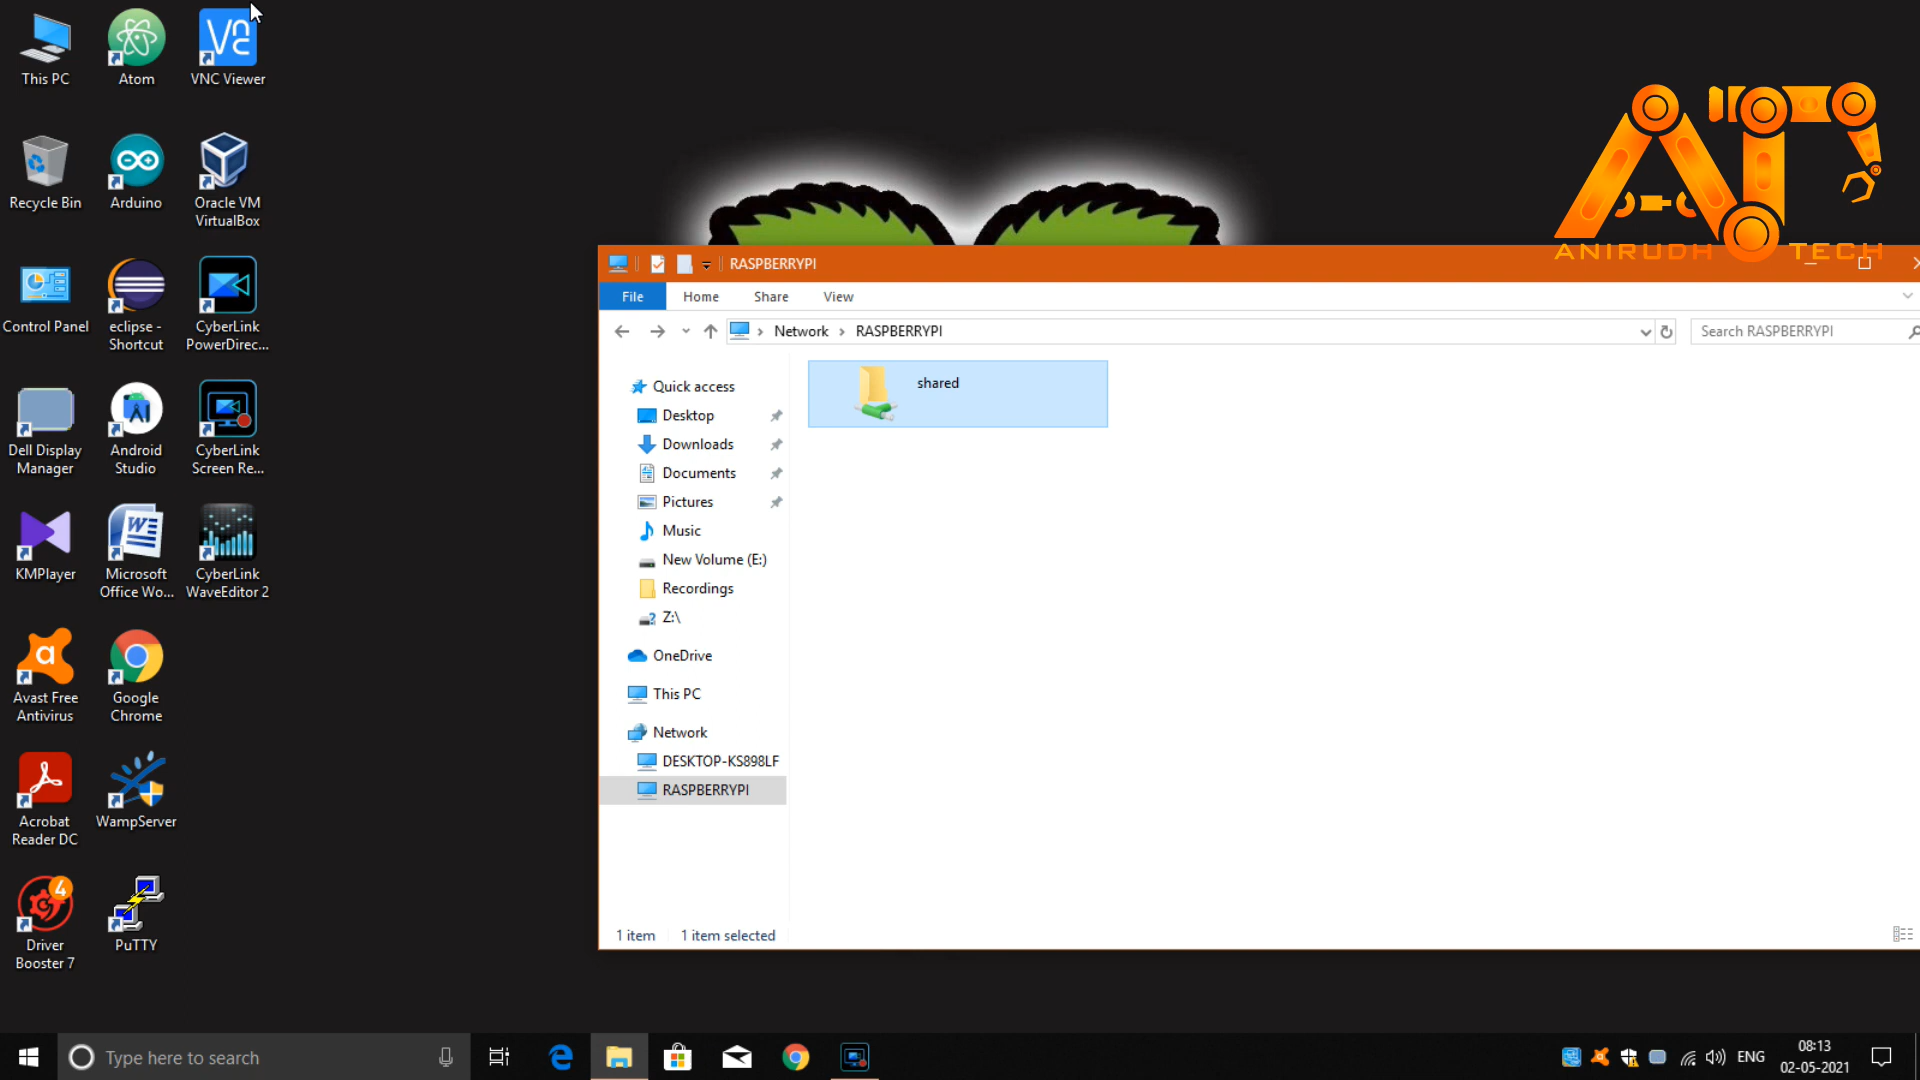 This PC
Atom
VNC Viewer
Recycle Bin
Arduino
Oracle VM
VirtualBox
Control Panel
eclipse -
Shortcut
CyberLink
PowerDirec...
Dell Display
Manager
Android
Studio
CyberLink
Screen Re...
KMPlayer
Microsoft
Office Wo...
CyberLink
WaveEditor 2
Avast Free
Antivirus
Google
Chrome
Acrobat
Reader DC
WampServer
4
Driver
Booster 7
PuTTY
ANIRUDH TECH
RASPBERRYPI
File
Home
Share
View
Network
RASPBERRYPI
Search RASPBERRYPI
Quick access
Desktop
Downloads
Documents
Pictures
Music
New Volume (E:)
Recordings
Z:\
OneDrive
This PC
Network
DESKTOP-KS898LF
RASPBERRYPI
shared
1 item
1 item selected
Type here to search
ENG
08:13
02-05-2021